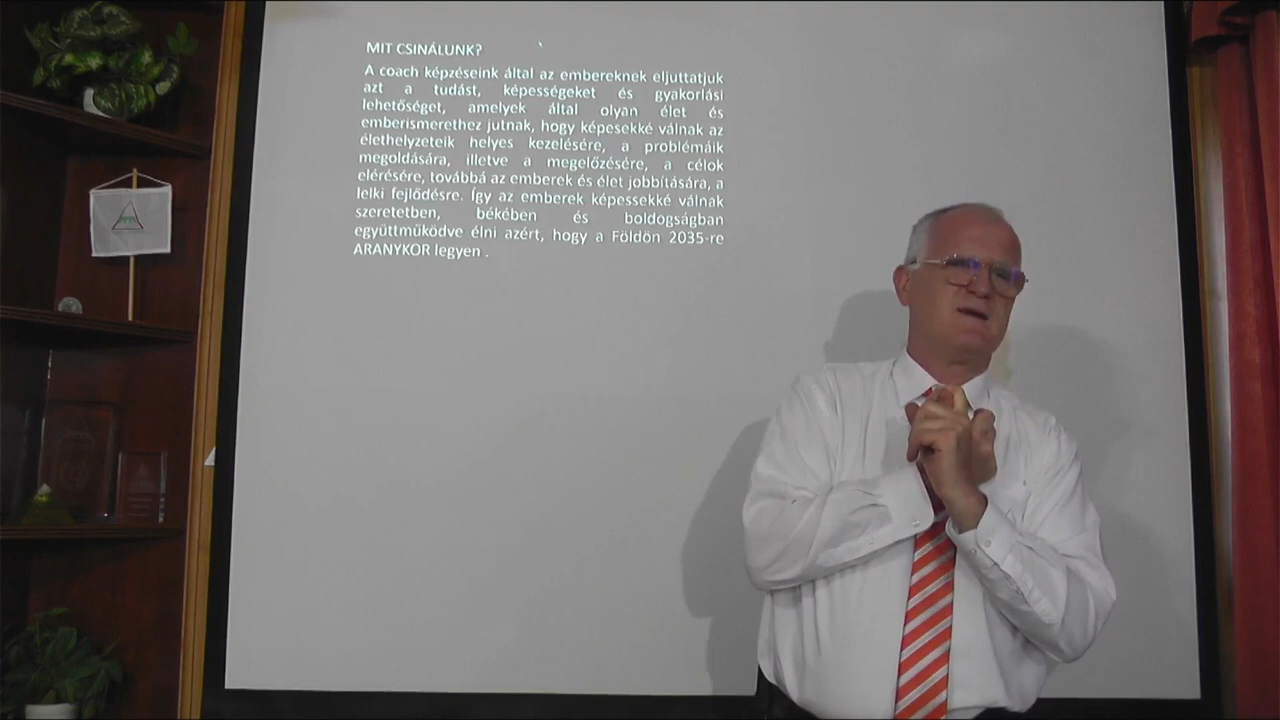 MIT CSINÁLUNK?
A coach képzéseink által az embereknek eljuttatjuk
azt a tudást, képességeket és gyakorlási
lehetőséget, amelyek által olyan élet és
emberismerethez jutnak, hogy képesekké válnak az
élethelyzeteik helyes kezelésére, a problémáik
megoldására, illetve a megelőzésére, a célok
elérésére, továbbá az emberek és élet jobbítására, a
lelki fejlődésre. Így az emberek képessekké válnak
szeretetben, békében és boldogságban
együttműködve élni azért, hogy a Földön 2035-re
ARANYKOR legyen .